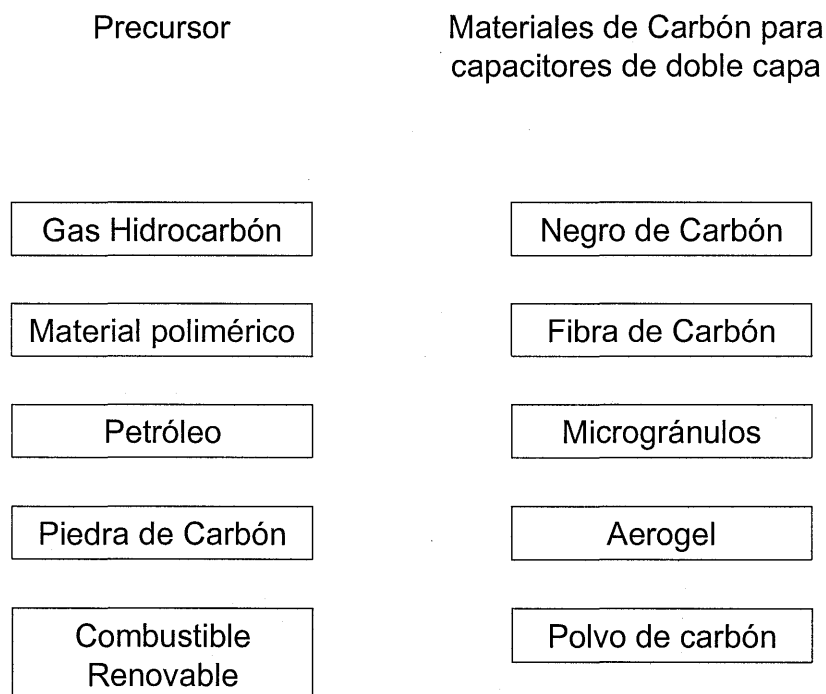 Precursor
Materiales de Carbón para
capacitores de doble capa
Gas Hidrocarbón
Negro de Carbón
Material polimérico
Fibra de Carbón
Petróleo
Microgránulos
Piedra de Carbón
Aerogel
Combustible
Renovable
Polvo de carbón